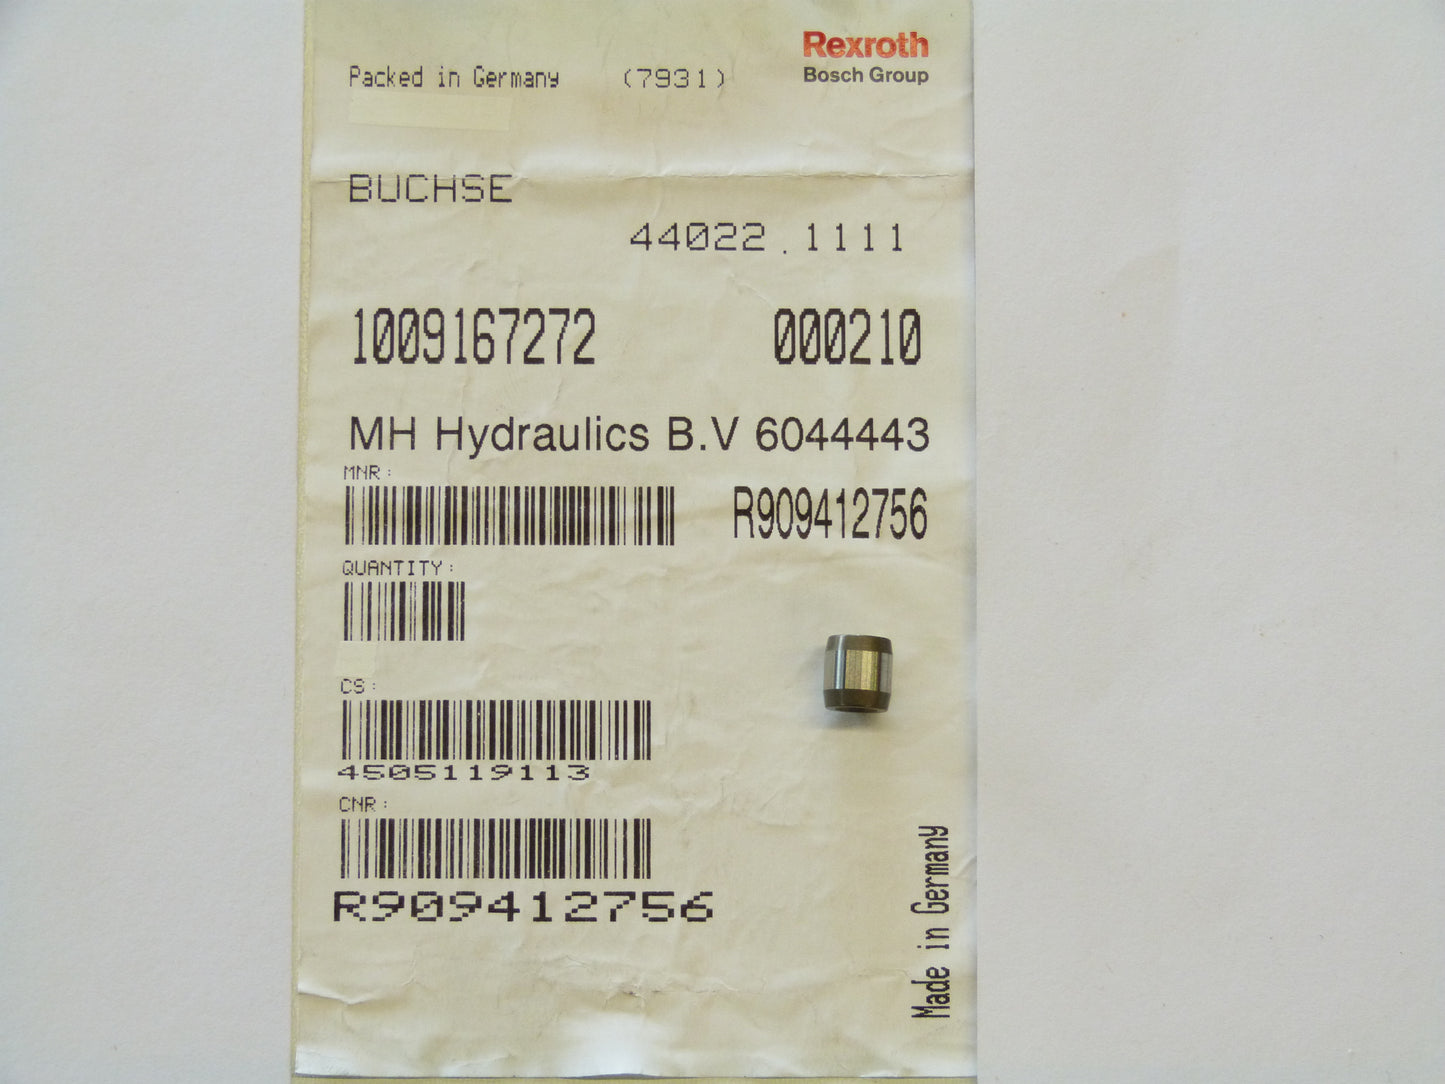 Rexroth
Bosch Group
Packed in Germany (7931)
BUCHSE
44022.1111
1009167272 000210
MH Hydraulics B.V 6044443
MNR:
R909412756
QUANTITY:
CS:
4505119113
CNR:
R909412756
Made in Germany